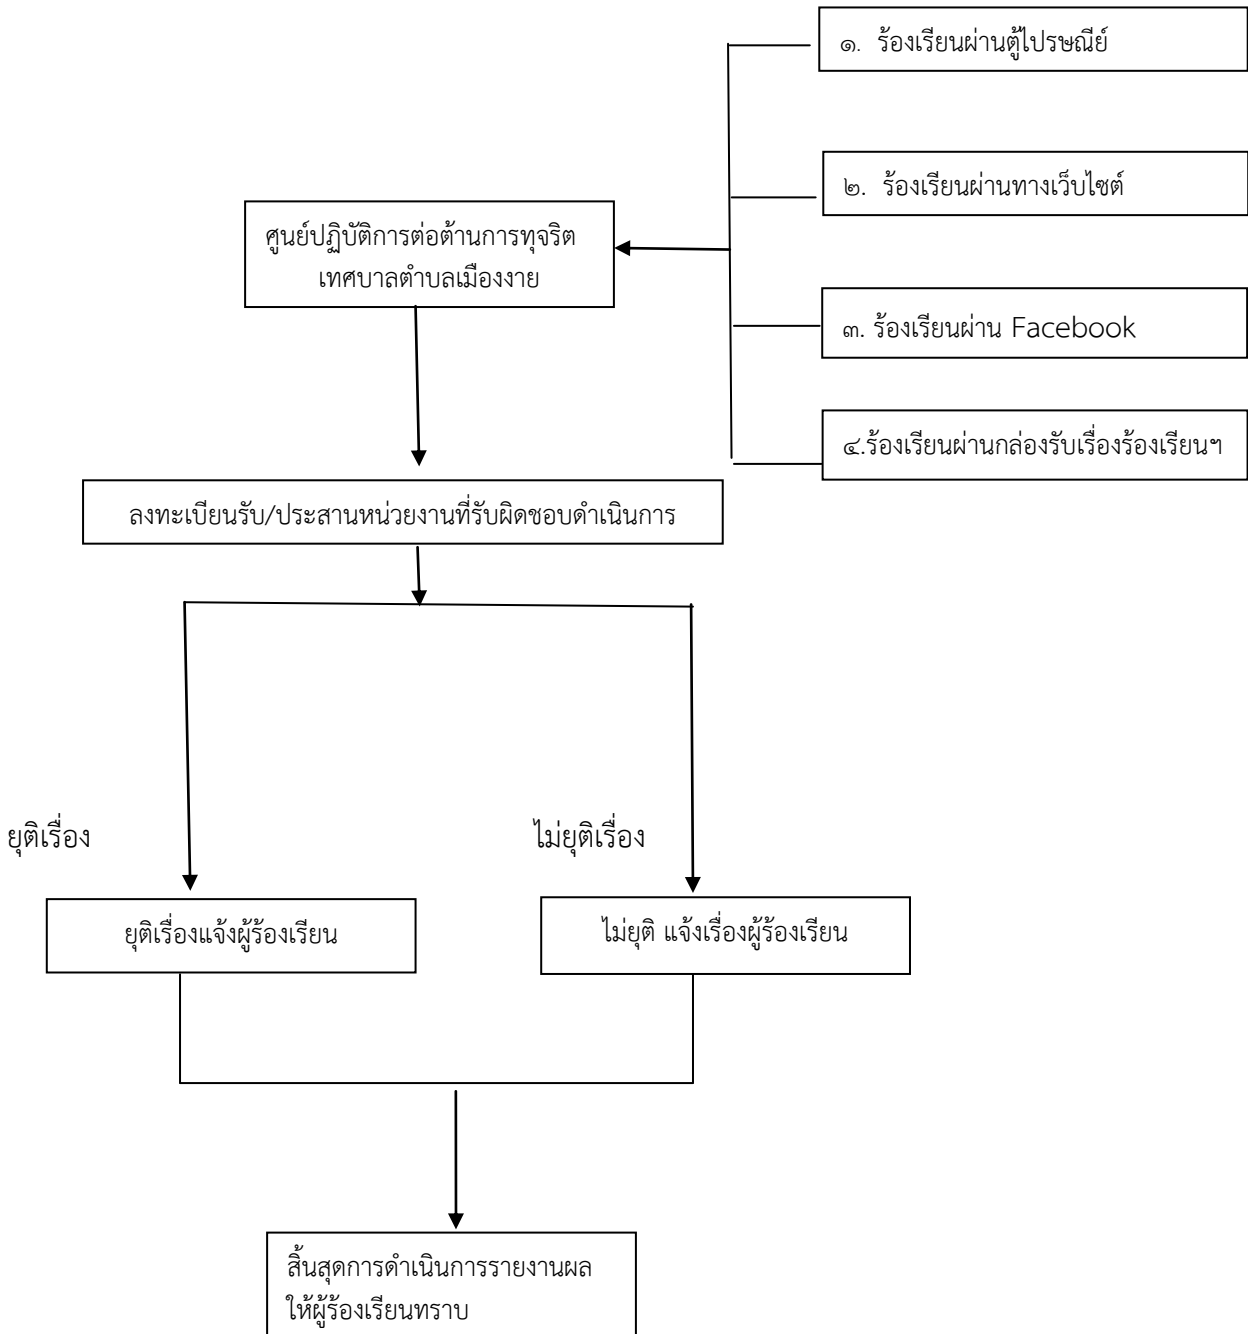 ๑. ร้องเรียนผ่านตู้ไปรษณีย์
๒. ร้องเรียนผ่านทางเว็บไซต์
ศูนย์ปฏิบัติการต่อต้านการทุจริต
เทศบาลตำบลเมืองงาย
๓. ร้องเรียนผ่าน Facebook
๔.ร้องเรียนผ่านกล่องรับเรื่องร้องเรียนฯ
ลงทะเบียนรับ/ประสานหน่วยงานที่รับผิดชอบดำเนินการ
ยุติเรื่อง
ไม่ยุติเรื่อง
ยุติเรื่องแจ้งผู้ร้องเรียน
ไม่ยุติ แจ้งเรื่องผู้ร้องเรียน
สิ้นสุดการดำเนินการรายงานผล
ให้ผู้ร้องเรียนทราบ